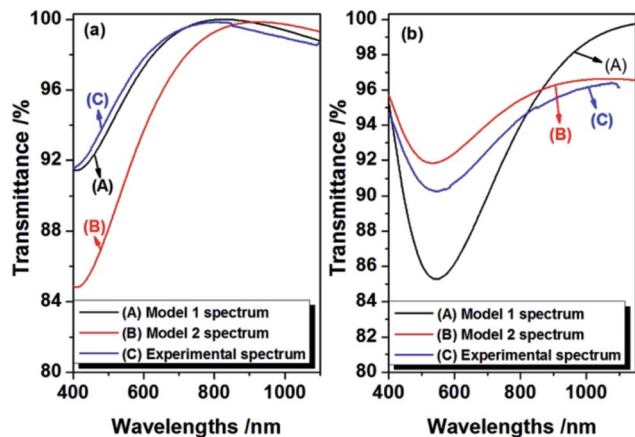 (a)
Transmittance /%
100
96
92
88
84
80
(C)
(A)
(B)
(A) Model 1 spectrum
(B) Model 2 spectrum
(C) Experimental spectrum
400 600 800 1000
Wavelengths /nm
(b)
Transmittance /%
100
98
96
94
92
90
88
86
84
82
80
(A)
(B)
(C)
(A) Model 1 spectrum
(B) Model 2 spectrum
(C) Experimental spectrum
400 600 800 1000
Wavelengths /nm